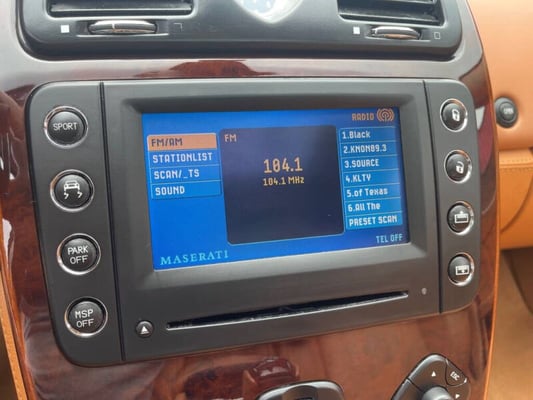 RADIO
FM/AM
STATIONLIST
SCAN/_TS
SOUND
FM
104.1
104.1 MHz
1.Black
2.KNON89.3
3.SOURCE
4.KLTY
5.of Texas
6.All The
PRESET SCAN
TEL OFF
MASERATI
SPORT
PARK
OFF
MSP
OFF
ESC